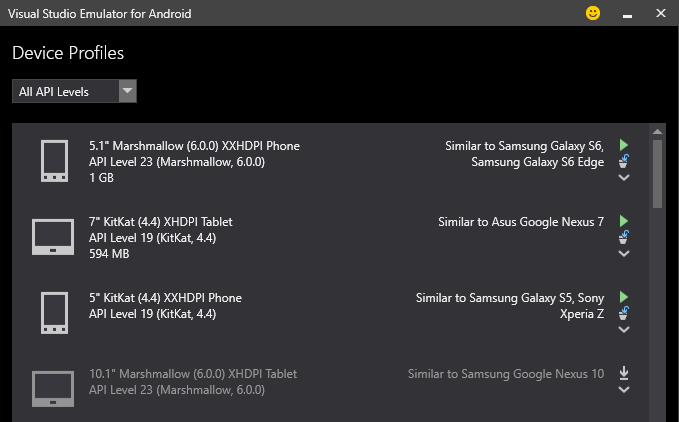 Visual Studio Emulator for Android
Device Profiles
All API Levels
5.1" Marshmallow (6.0.0) XXHDPI Phone
API Level 23 (Marshmallow, 6.0.0)
1 GB
Similar to Samsung Galaxy S6,
Samsung Galaxy S6 Edge
7" KitKat (4.4) XHDPI Tablet
API Level 19 (KitKat, 4.4)
594 MB
Similar to Asus Google Nexus 7
5" KitKat (4.4) XXHDPI Phone
API Level 19 (KitKat, 4.4)
Similar to Samsung Galaxy S5, Sony
Xperia Z
10.1" Marshmallow (6.0.0) XHDPI Tablet
API Level 23 (Marshmallow, 6.0.0)
Similar to Samsung Google Nexus 10